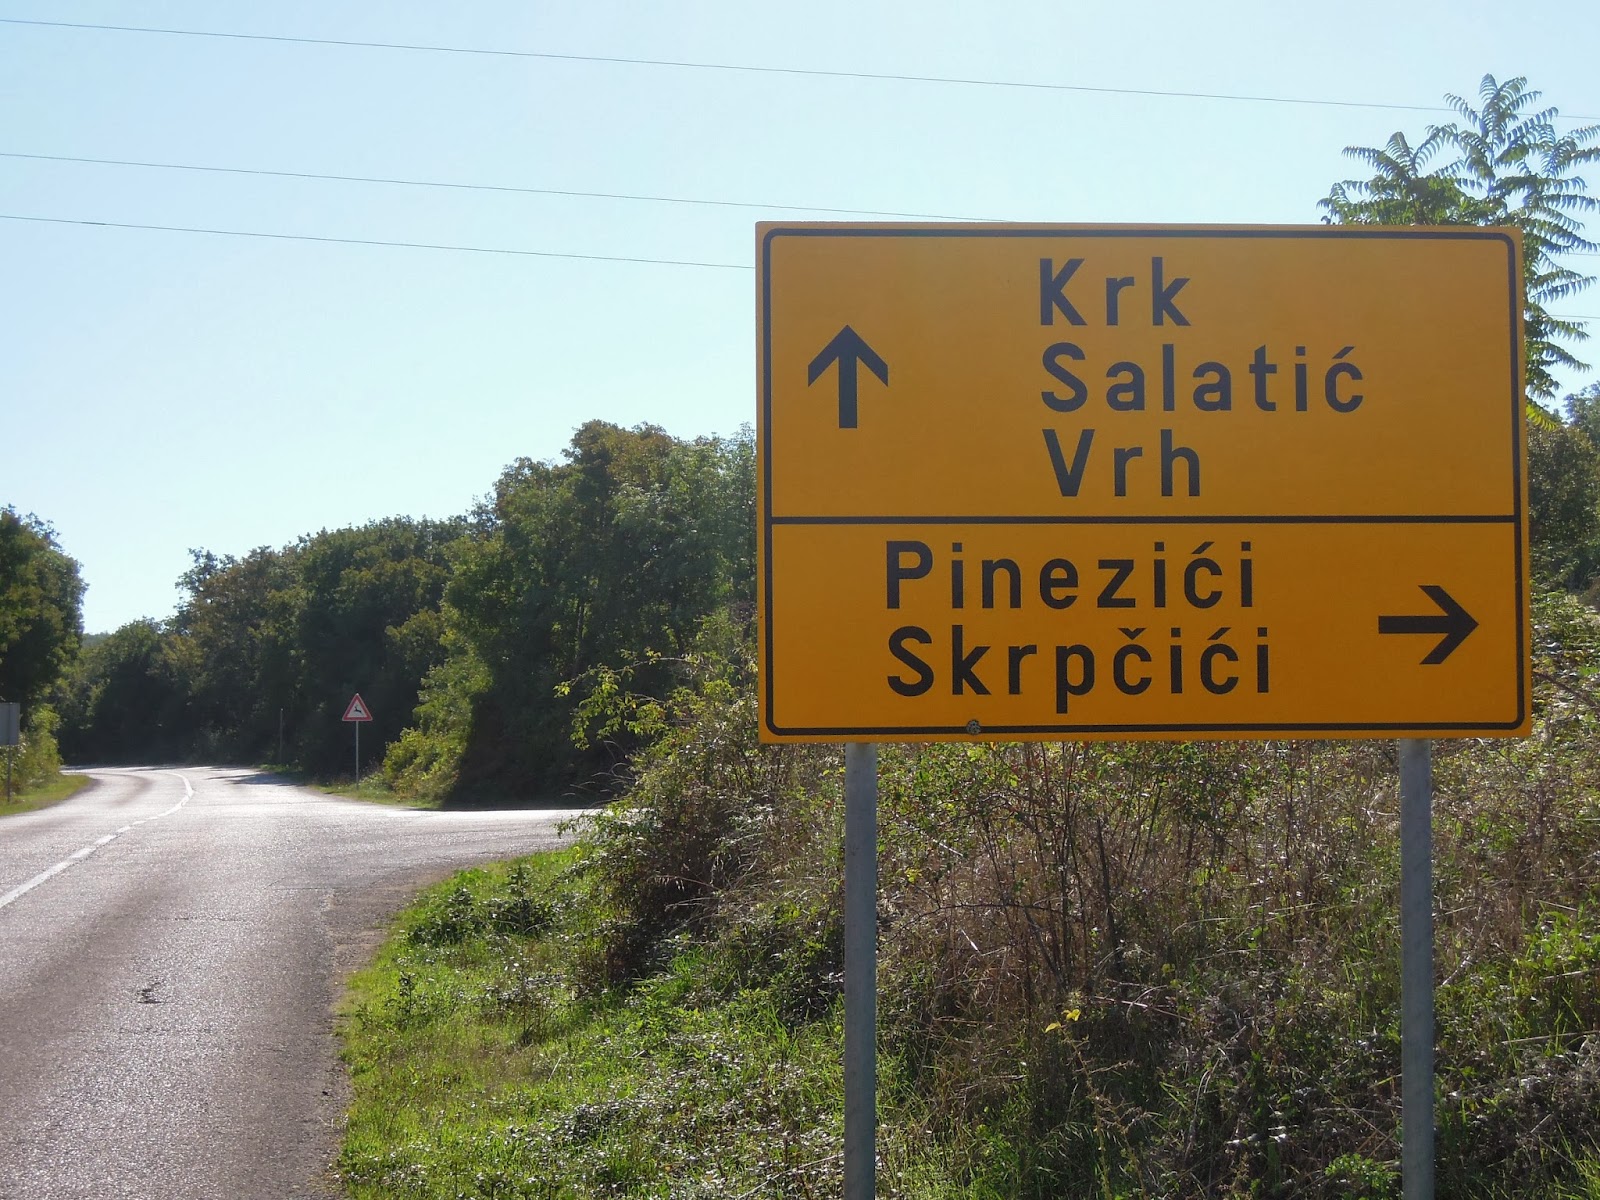 Krk
Salatić
Vrh
Pinezići
Skrpčići